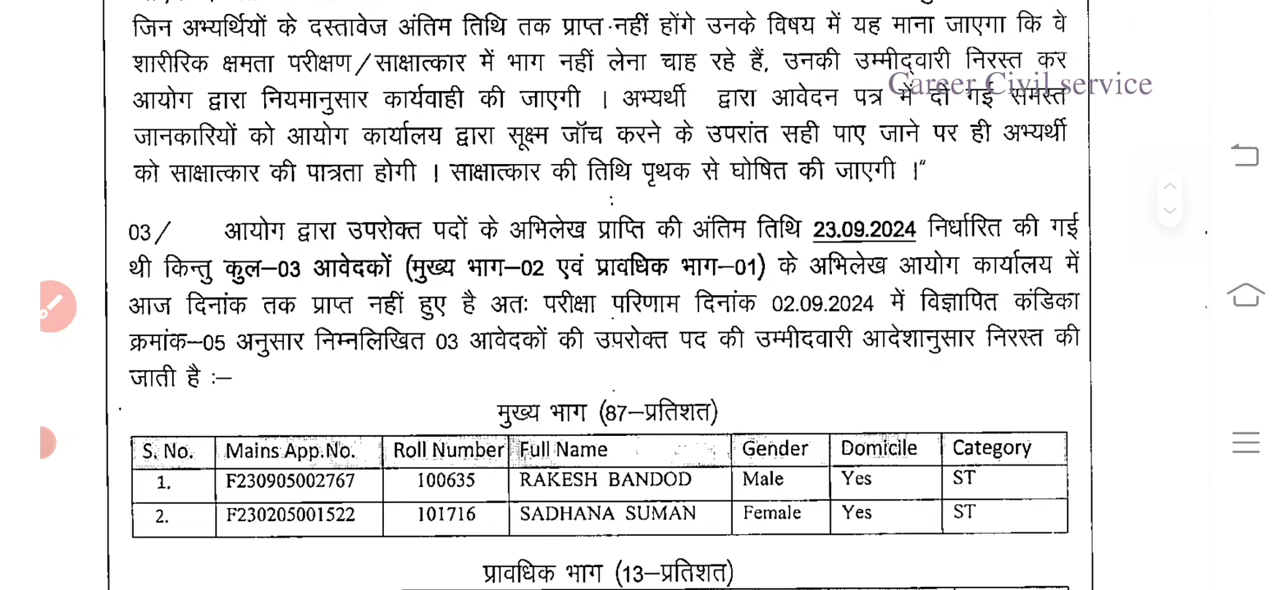 जिन अभ्यर्थियों के दस्तावेज अंतिम तिथि तक प्राप्त नहीं होंगे उनके विषय में यह माना जाएगा कि वे
शारीरिक क्षमता परीक्षण/साक्षात्कार में भाग नहीं लेना चाह रहे हैं, उनकी उम्मीद्वारी निरस्त कर
Career Civil service
आयोग द्वारा नियमानुसार कार्यवाही की जाएगी । अभ्यर्थी द्वारा आवेदन पत्र में दी गई समस्त
जानकारियों को आयोग कार्यालय द्वारा सूक्ष्म जॉच करने के उपरांत सही पाए जाने पर ही अभ्यर्थी
को साक्षात्कार की पात्रता होगी । साक्षात्कार की तिथि पृथक से घोषित की जाएगी ।“
03/ आयोग द्वारा उपरोक्त पदों के अभिलेख प्राप्ति की अंतिम तिथि 23.09.2024 निर्धारित की गई
थी किन्तु कुल–03 आवेदकों (मुख्य भाग–02 एवं प्रावधिक भाग–01) के अभिलेख आयोग कार्यालय में
आज दिनांक तक प्राप्त नहीं हुए है अतः परीक्षा परिणाम दिनांक 02.09.2024 में विज्ञापित कंडिका
क्रमांक–05 अनुसार निम्नलिखित 03 आवेदकों की उपरोक्त पद की उम्मीदवारी आदेशानुसार निरस्त की
जाती है :–
मुख्य भाग (87–प्रतिशत)
S. No. Mains App.No. Roll Number Full Name Gender Domicile Category
1. F230905002767 100635 RAKESH BANDOD Male Yes ST
2. F230205001522 101716 SADHANA SUMAN Female Yes ST
प्रावधिक भाग (13–प्रतिशत)